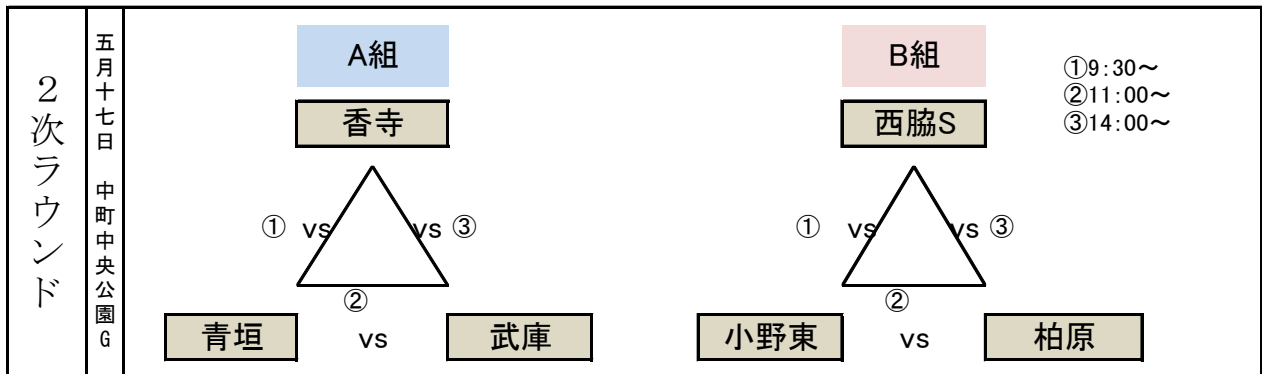 2次ラウンド
五月十七日 中町中央公園G
A組
香寺
① vs
vs ③
②
青垣 vs 武庫
B組
西脇S
① vs
vs ③
②
小野東 vs 柏原
①9:30～
②11:00～
③14:00～